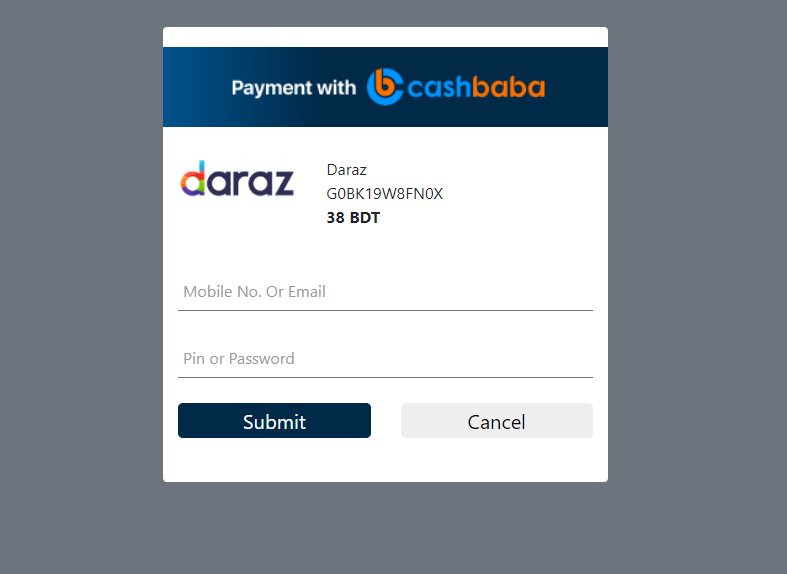 Payment with cashbaba
daraz
Daraz
G0BK19W8FN0X
38 BDT
Mobile No. Or Email
Pin or Password
Submit
Cancel